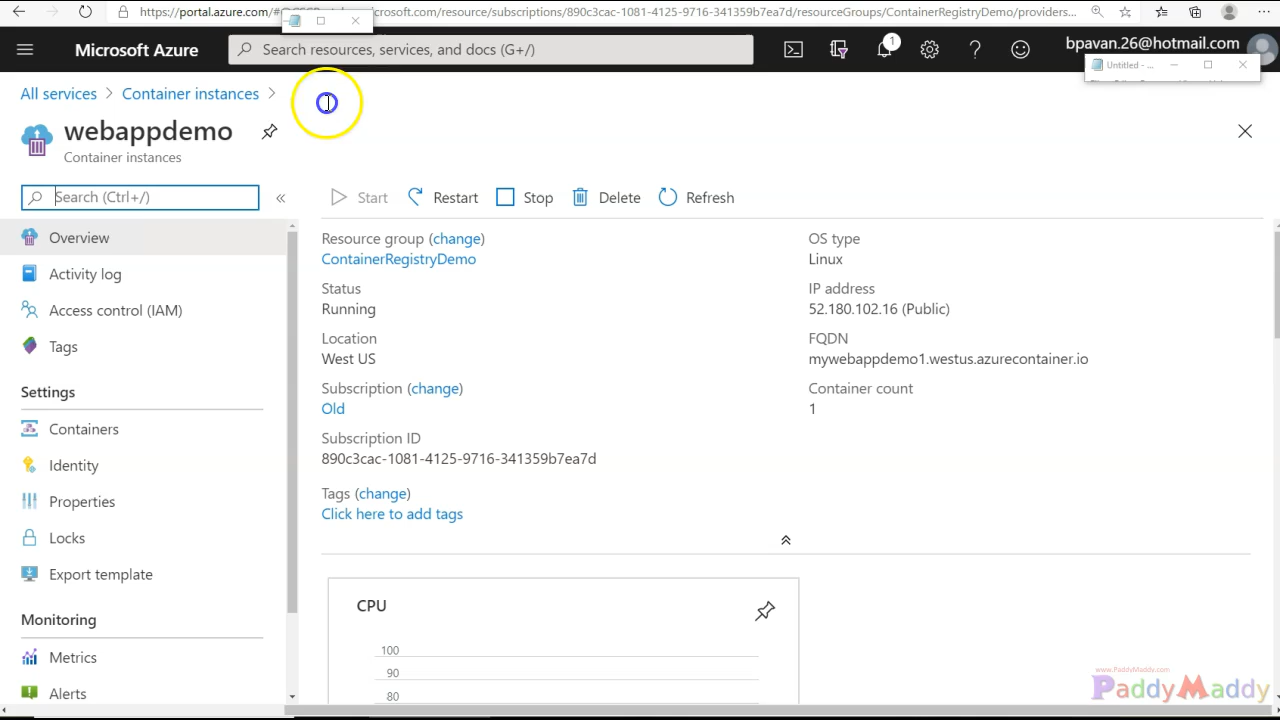 https://portal.azure.com/#@CSSP microsoft.com/resource/subscriptions/890c3cac-1081-4125-9716-341359b7ea7d/resourceGroups/ContainerRegistryDemo/providers...
Microsoft Azure
Search resources, services, and docs (G+/)
1
bpavan.26@hotmail.com
Untitled - ...
All services > Container instances >
webappdemo
Container instances
Search (Ctrl+/)
«
Start
Restart
Stop
Delete
Refresh
Overview
Activity log
Access control (IAM)
Tags
Settings
Containers
Identity
Properties
Locks
Export template
Monitoring
Metrics
Alerts
Resource group (change)
ContainerRegistryDemo
Status
Running
Location
West US
Subscription (change)
Old
Subscription ID
890c3cac-1081-4125-9716-341359b7ea7d
Tags (change)
Click here to add tags
OS type
Linux
IP address
52.180.102.16 (Public)
FQDN
mywebappdemo1.westus.azurecontainer.io
Container count
1
CPU
100
90
80
www.PaddyMaddy.com
PaddyMaddy